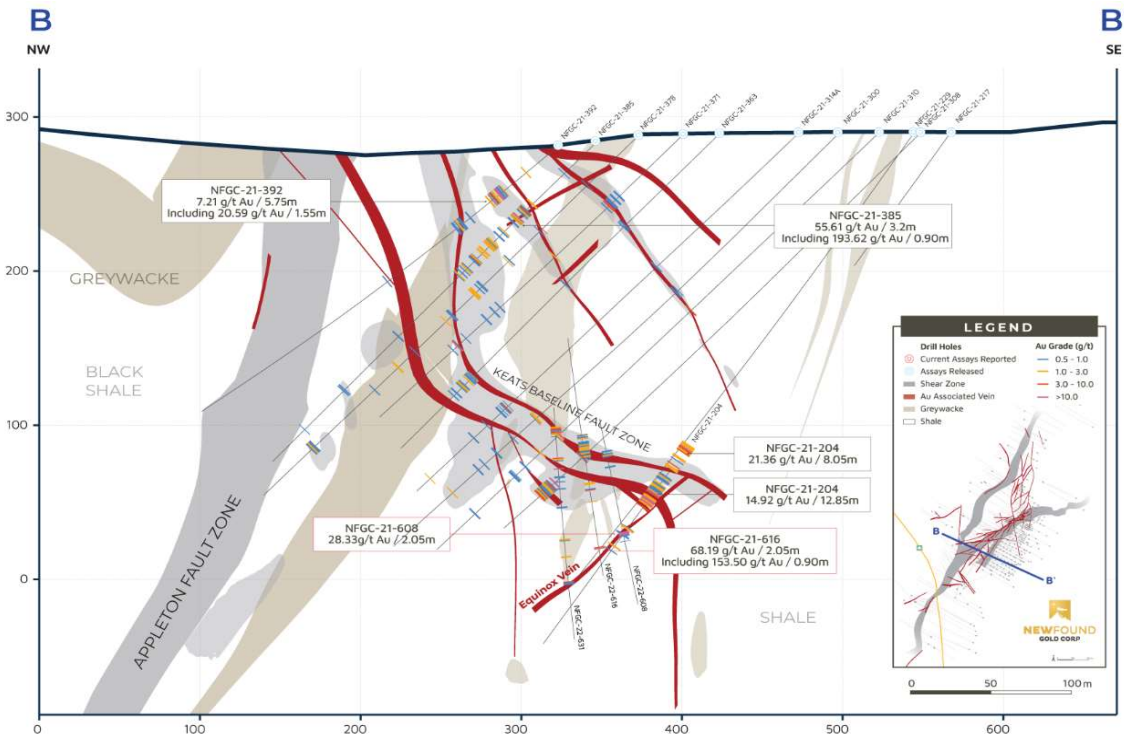 B
NW
B
SE
300
200
100
0
0
100
200
300
400
500
600
NFGC-21-392
NFGC-21-385
NFGC-21-378
NFGC-21-371
NFGC-21-363
NFGC-21-314A
NFGC-21-300
NFGC-21-310
NFGC-21-229
NFGC-21-308
NFGC-21-217
NFGC-21-392
7.21 g/t Au / 5.75m
Including 20.59 g/t Au / 1.55m
NFGC-21-385
55.61 g/t Au / 3.2m
Including 193.62 g/t Au / 0.90m
GREYWACKE
BLACK
SHALE
KEATS/BASELINE FAULT ZONE
NFGC-21-204
NFGC-21-204
21.36 g/t Au / 8.05m
NFGC-21-204
14.92 g/t Au / 12.85m
NFGC-21-608
28.33g/t Au / 2.05m
NFGC-21-616
68.19 g/t Au / 2.05m
Including 153.50 g/t Au / 0.90m
APPLETON FAULT ZONE
Equinox Vein
NFGC-22-631
NFGC-22-616
NFGC-22-608
SHALE
LEGEND
Drill Holes
Current Assays Reported
Assays Released
Shear Zone
Au Associated Vein
Greywacke
Shale
Au Grade (g/t)
0.5 - 1.0
1.0 - 3.0
3.0 - 10.0
>10.0
B
B'
NEWFOUND
GOLD CORP
0
50
100 m